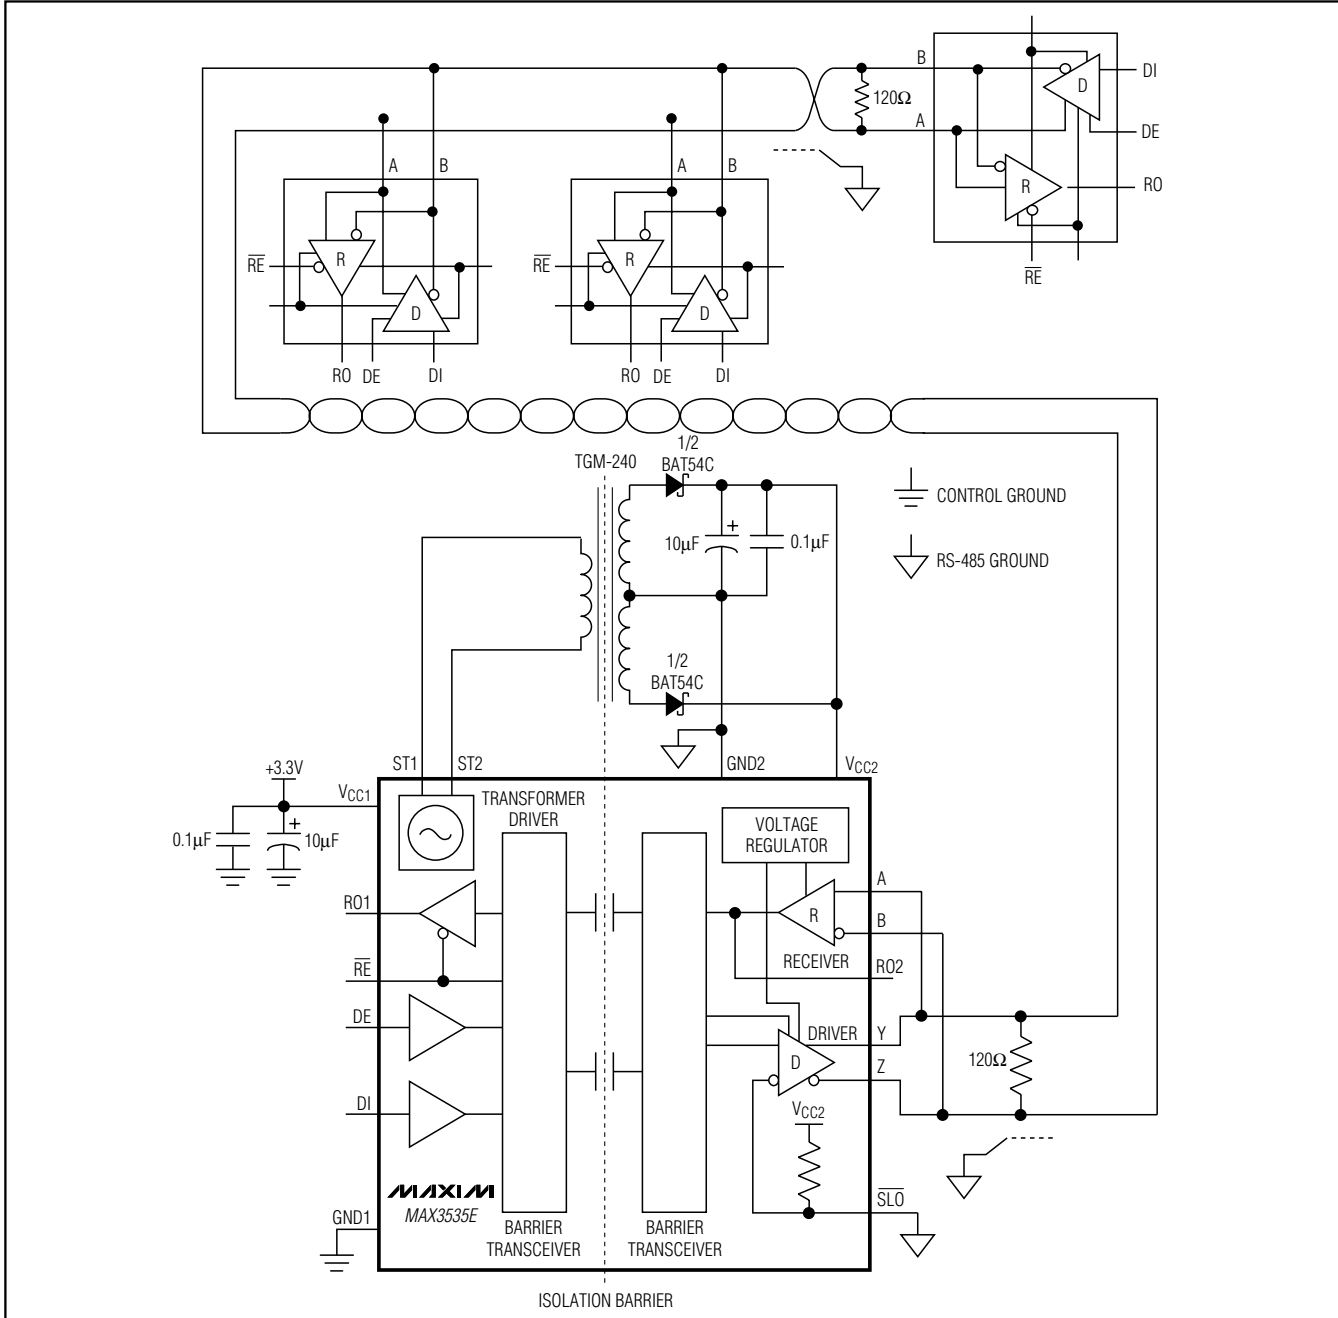 B
120Ω
A
D
DI
DE
R
RO
RE
A
B
RE
R
D
RO
DE
DI
A
B
RE
R
D
RO
DE
DI
TGM-240
1/2
BAT54C
10µF
+
0.1µF
CONTROL GROUND
RS-485 GROUND
1/2
BAT54C
ST1
ST2
GND2
VCC2
+3.3V
VCC1
0.1µF
+
10µF
TRANSFORMER
DRIVER
VOLTAGE
REGULATOR
RO1
RE
DE
DI
R
RECEIVER
A
B
RO2
DRIVER
D
Y
Z
120Ω
VCC2
SLO
MAXIM
MAX3535E
GND1
BARRIER
TRANSCEIVER
BARRIER
TRANSCEIVER
ISOLATION BARRIER